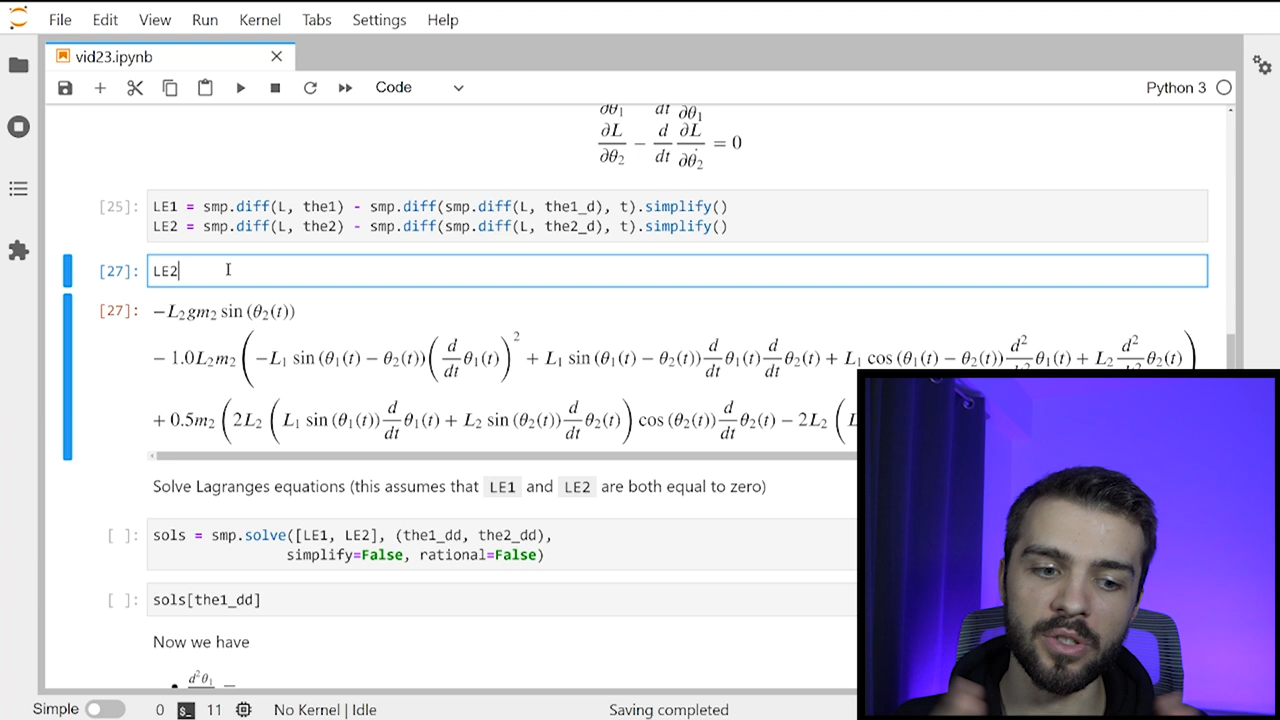 File Edit View Run Kernel Tabs Settings Help
vid23.ipynb
Code
Python 3
∂θ₁ dt ∂θ̇₁
∂L/∂θ₂ − d/dt ∂L/∂θ̇₂ = 0
[25]: LE1 = smp.diff(L, the1) - smp.diff(smp.diff(L, the1_d), t).simplify()
LE2 = smp.diff(L, the2) - smp.diff(smp.diff(L, the2_d), t).simplify()
[27]: LE2
[27]: −L₂gm₂ sin (θ₂(t))
− 1.0L₂m₂ (−L₁ sin (θ₁(t) − θ₂(t)) (d/dt θ₁(t))² + L₁ sin (θ₁(t) − θ₂(t)) d/dt θ₁(t) d/dt θ₂(t) + L₁ cos (θ₁(t) − θ₂(t)) d²/dt² θ₁(t) + L₂ d²/dt² θ₂(t))
+ 0.5m₂ (2L₂ (L₁ sin (θ₁(t)) d/dt θ₁(t) + L₂ sin (θ₂(t)) d/dt θ₂(t)) cos (θ₂(t)) d/dt θ₂(t) − 2L₂ (
Solve Lagranges equations (this assumes that LE1 and LE2 are both equal to zero)
[ ]: sols = smp.solve([LE1, LE2], (the1_dd, the2_dd),
simplify=False, rational=False)
[ ]: sols[the1_dd]
Now we have
• d²θ₁
Simple 0 11 No Kernel | Idle Saving completed